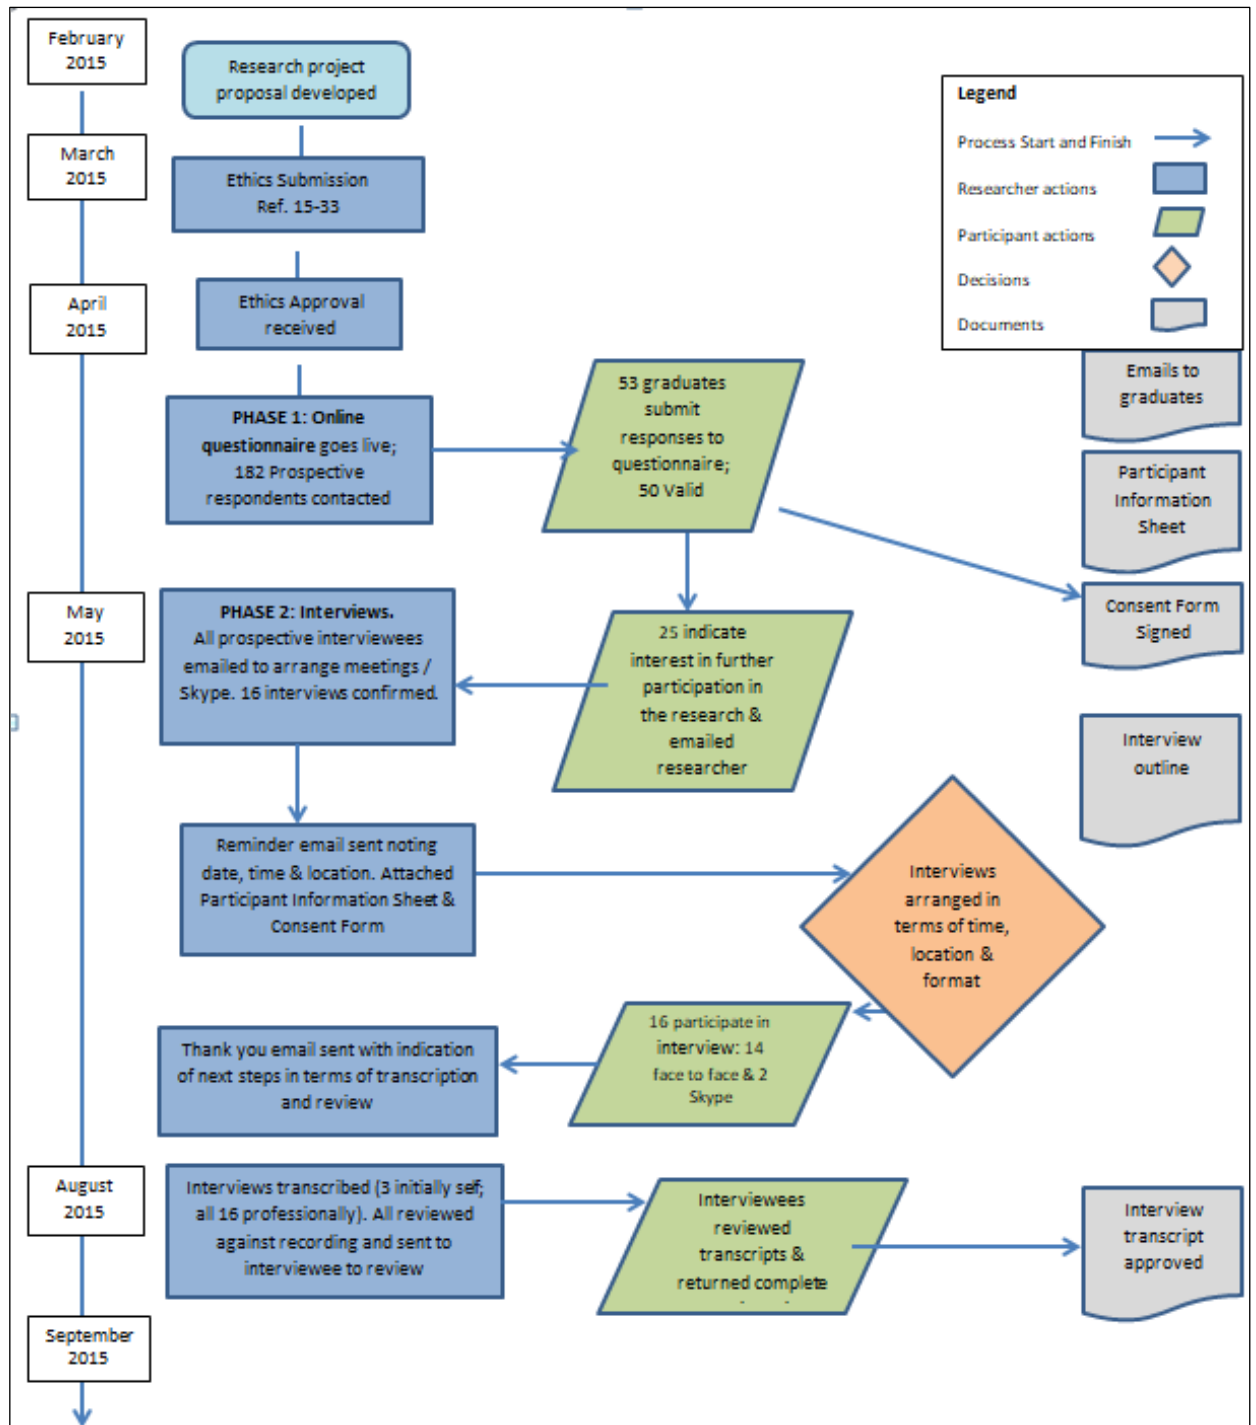 February
2015
Research project
proposal developed
Legend
Process Start and Finish
Researcher actions
Participant actions
Decisions
Documents
March
2015
Ethics Submission
Ref. 15-33
April
2015
Ethics Approval
received
PHASE 1: Online
questionnaire goes live;
182 Prospective
respondents contacted
53 graduates
submit
responses to
questionnaire;
50 Valid
Emails to
graduates
Participant
Information
Sheet
Consent Form
Signed
May
2015
PHASE 2: Interviews.
All prospective interviewees
emailed to arrange meetings /
Skype. 16 interviews confirmed.
25 indicate
interest in further
participation in
the research &
emailed
researcher
Interview
outline
Reminder email sent noting
date, time & location. Attached
Participant Information Sheet &
Consent Form
Interviews
arranged in
terms of time,
location &
format
16 participate in
interview: 14
face to face & 2
Skype
Thank you email sent with indication
of next steps in terms of transcription
and review
August
2015
Interviews transcribed (3 initially self;
all 16 professionally). All reviewed
against recording and sent to
interviewee to review
Interviewees
reviewed
transcripts &
returned complete
Interview
transcript
approved
September
2015